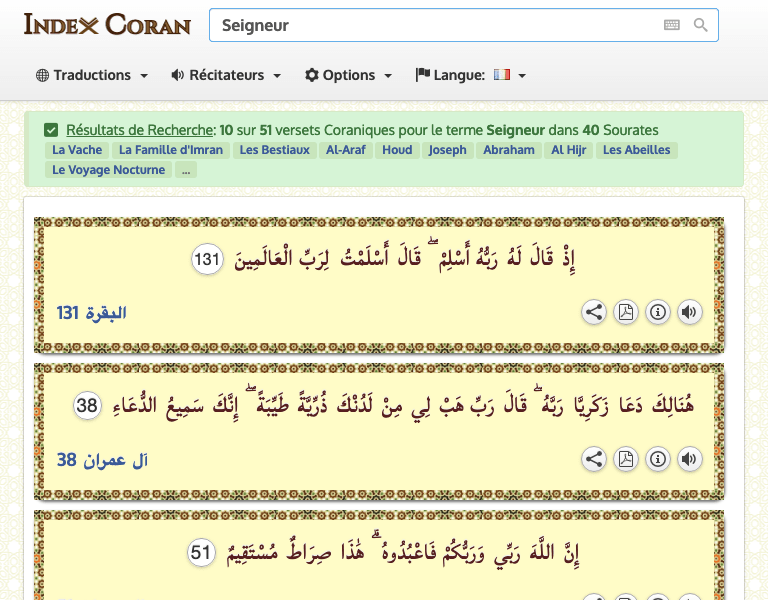 INDEX CORAN
Seigneur
Traductions Récitateurs Options Langue:
Résultats de Recherche: 10 sur 51 versets Coraniques pour le terme Seigneur dans 40 Sourates
La Vache La Famille d'Imran Les Bestiaux Al-Araf Houd Joseph Abraham Al Hijr Les Abeilles
Le Voyage Nocturne ...
إِذْ قَالَ لَهُ رَبُّهُ أَسْلِمْ ۖ قَالَ أَسْلَمْتُ لِرَبِّ الْعَالَمِينَ 131
البقرة 131
هُنَالِكَ دَعَا زَكَرِيَّا رَبَّهُ ۖ قَالَ رَبِّ هَبْ لِي مِنْ لَدُنْكَ ذُرِّيَّةً طَيِّبَةً ۖ إِنَّكَ سَمِيعُ الدُّعَاءِ 38
آل عمران 38
إِنَّ اللَّهَ رَبِّي وَرَبُّكُمْ فَاعْبُدُوهُ ۗ هَٰذَا صِرَاطٌ مُسْتَقِيمٌ 51